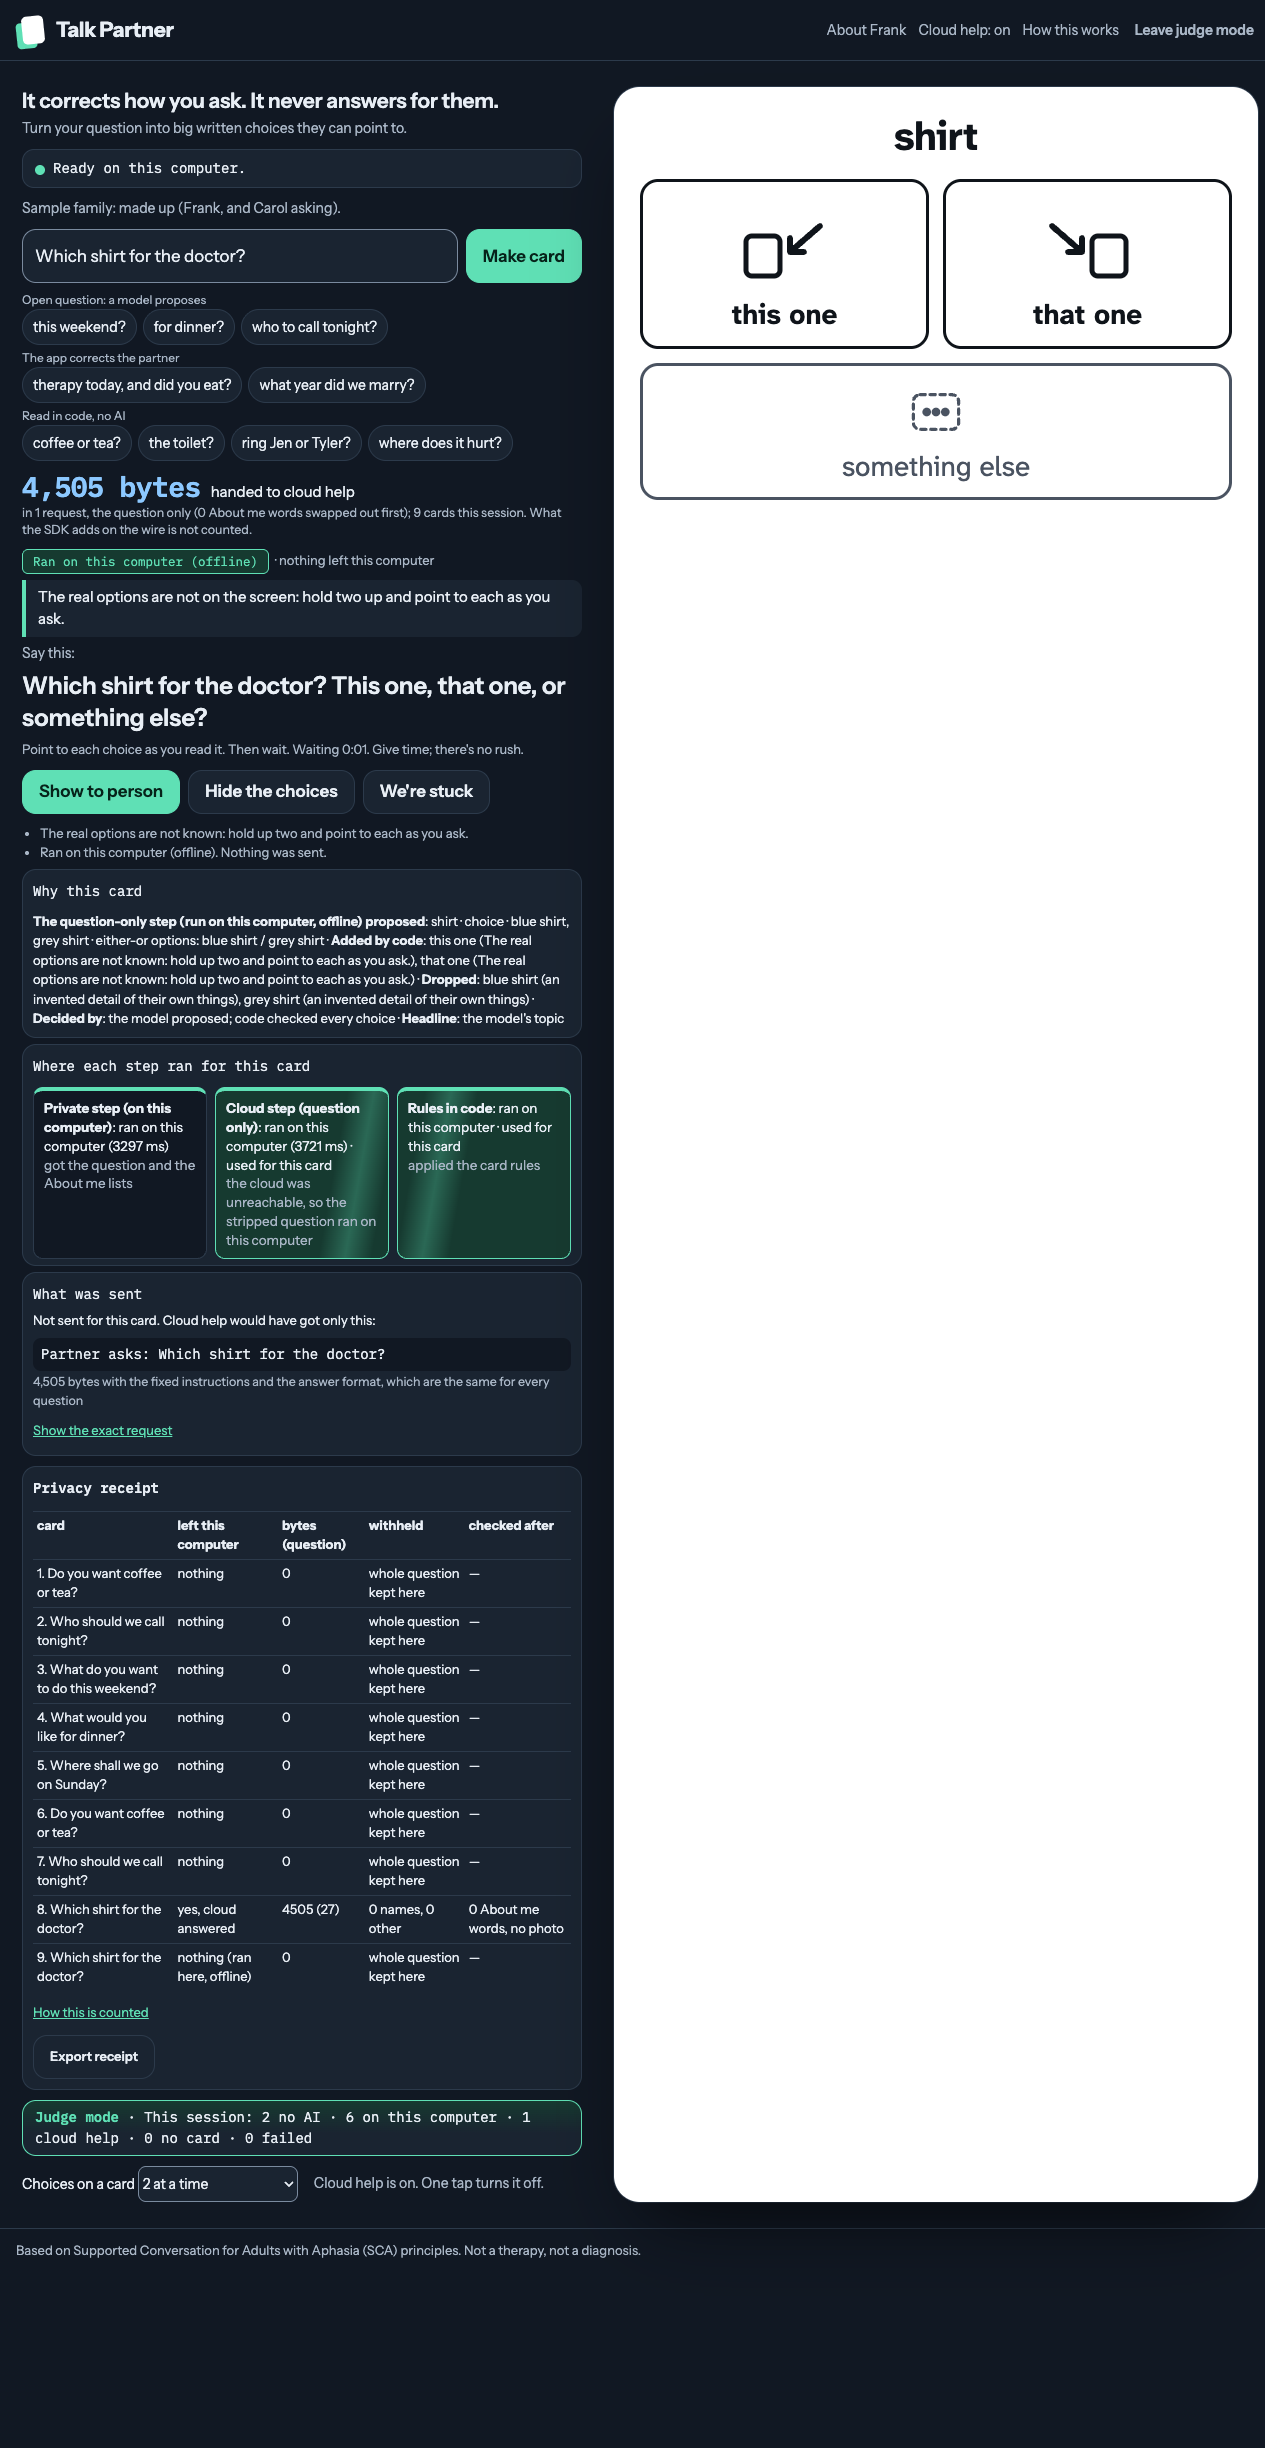 Talk Partner
About Frank Cloud help: on How this works Leave judge mode
It corrects how you ask. It never answers for them.
Turn your question into big written choices they can point to.
Ready on this computer.
Sample family: made up (Frank, and Carol asking).
Which shirt for the doctor? Make card
Open question: a model proposes
this weekend? for dinner? who to call tonight?
The app corrects the partner
therapy today, and did you eat? what year did we marry?
Read in code, no AI
coffee or tea? the toilet? ring Jen or Tyler? where does it hurt?
4,505 bytes handed to cloud help
in 1 request, the question only (0 About me words swapped out first); 9 cards this session. What
the SDK adds on the wire is not counted.
Ran on this computer (offline) · nothing left this computer
The real options are not on the screen: hold two up and point to each as you
ask.
Say this:
Which shirt for the doctor? This one, that one, or
something else?
Point to each choice as you read it. Then wait. Waiting 0:01. Give time; there's no rush.
Show to person Hide the choices We're stuck
• The real options are not known: hold up two and point to each as you ask.
• Ran on this computer (offline). Nothing was sent.
Why this card
The question-only step (run on this computer, offline) proposed: shirt · choice · blue shirt,
grey shirt · either-or options: blue shirt / grey shirt · Added by code: this one (The real
options are not known: hold up two and point to each as you ask.), that one (The real
options are not known: hold up two and point to each as you ask.) · Dropped: blue shirt (an
invented detail of their own things), grey shirt (an invented detail of their own things) ·
Decided by: the model proposed; code checked every choice · Headline: the model's topic
Where each step ran for this card
Private step (on this
computer): ran on this
computer (3297 ms)
got the question and the
About me lists
Cloud step (question
only): ran on this
computer (3721 ms) ·
used for this card
the cloud was
unreachable, so the
stripped question ran on
this computer
Rules in code: ran on
this computer · used for
this card
applied the card rules
What was sent
Not sent for this card. Cloud help would have got only this:
Partner asks: Which shirt for the doctor?
4,505 bytes with the fixed instructions and the answer format, which are the same for every
question
Show the exact request
Privacy receipt
card left this computer bytes (question) withheld checked after
1. Do you want coffee or tea? nothing 0 whole question kept here —
2. Who should we call tonight? nothing 0 whole question kept here —
3. What do you want to do this weekend? nothing 0 whole question kept here —
4. What would you like for dinner? nothing 0 whole question kept here —
5. Where shall we go on Sunday? nothing 0 whole question kept here —
6. Do you want coffee or tea? nothing 0 whole question kept here —
7. Who should we call tonight? nothing 0 whole question kept here —
8. Which shirt for the doctor? yes, cloud answered 4505 (27) 0 names, 0 other 0 About me words, no photo
9. Which shirt for the doctor? nothing (ran here, offline) 0 whole question kept here —
How this is counted
Export receipt
Judge mode · This session: 2 no AI · 6 on this computer · 1
cloud help · 0 no card · 0 failed
Choices on a card 2 at a time Cloud help is on. One tap turns it off.
shirt
this one that one
something else
Based on Supported Conversation for Adults with Aphasia (SCA) principles. Not a therapy, not a diagnosis.